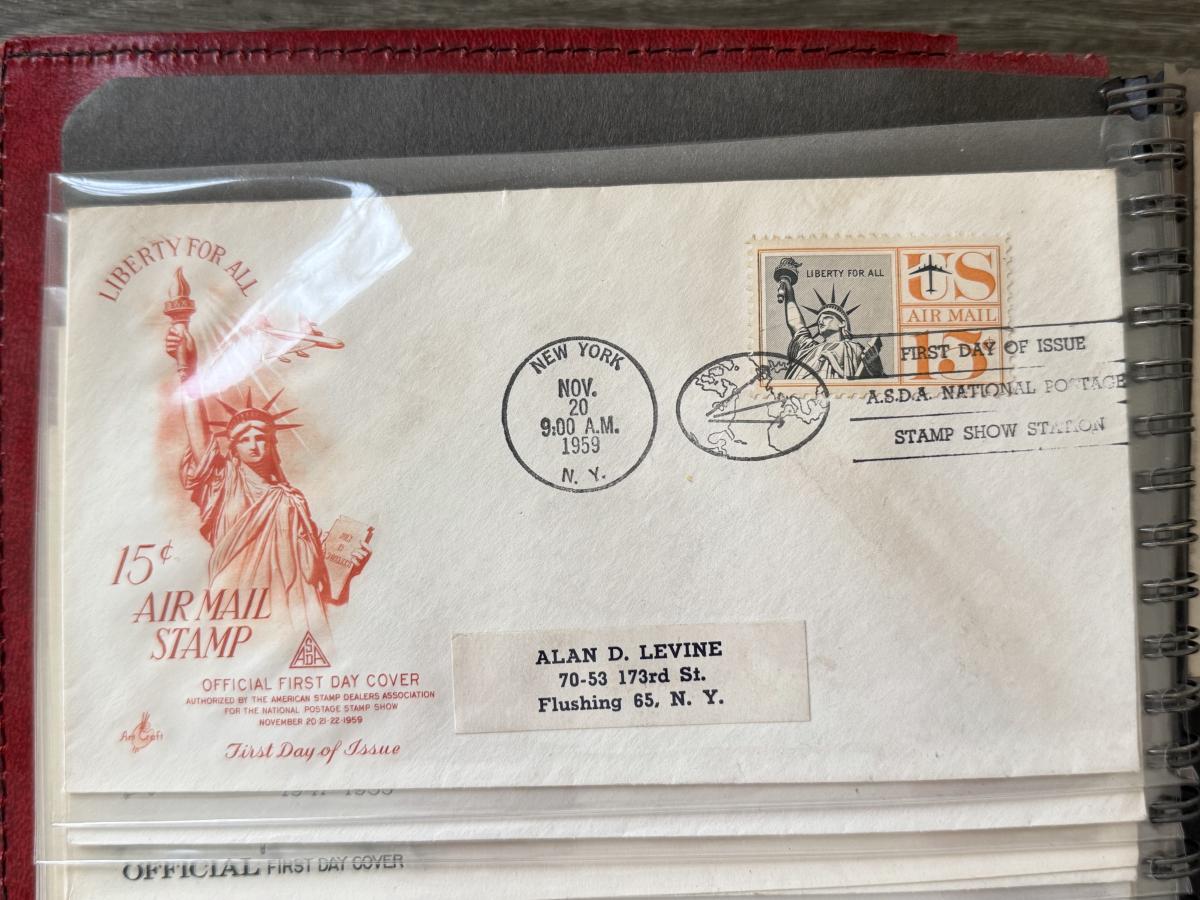 LIBERTY FOR ALL
LIBERTY FOR ALL
US
AIR MAIL
15¢
NEW YORK
NOV.
20
9:00 A.M.
1959
N. Y.
FIRST DAY OF ISSUE
A.S.D.A. NATIONAL POSTAGE
STAMP SHOW STATION
15¢
AIR MAIL
STAMP
ASDA
OFFICIAL FIRST DAY COVER
AUTHORIZED BY THE AMERICAN STAMP DEALERS ASSOCIATION
FOR THE NATIONAL POSTAGE STAMP SHOW
NOVEMBER 20-21-22-1959
Art Craft
First Day of Issue
ALAN D. LEVINE
70-53 173rd St.
Flushing 65, N. Y.
OFFICIAL FIRST DAY COVER